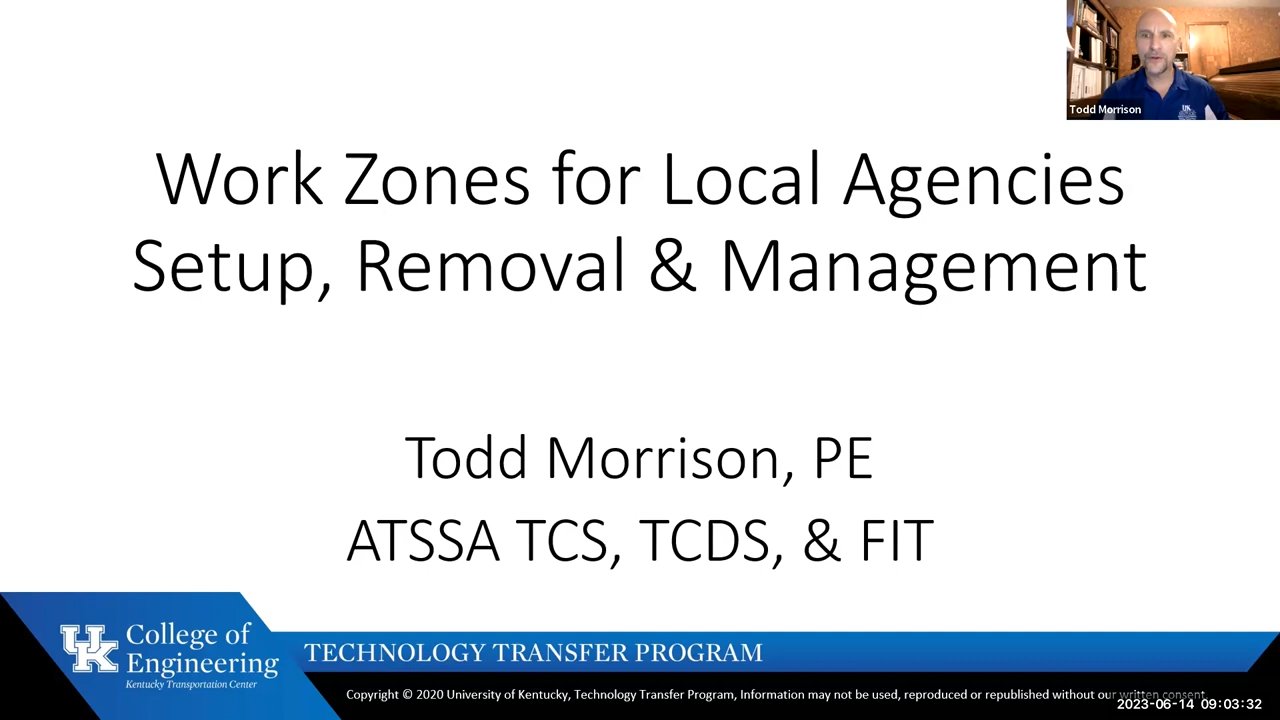 Todd Morrison
Work Zones for Local Agencies
Setup, Removal & Management
Todd Morrison, PE
ATSSA TCS, TCDS, & FIT
UK
College of
Engineering
Kentucky Transportation Center
TECHNOLOGY TRANSFER PROGRAM
Copyright © 2020 University of Kentucky, Technology Transfer Program, Information may not be used, reproduced or republished without our written consent.
2023-06-14 09:03:32